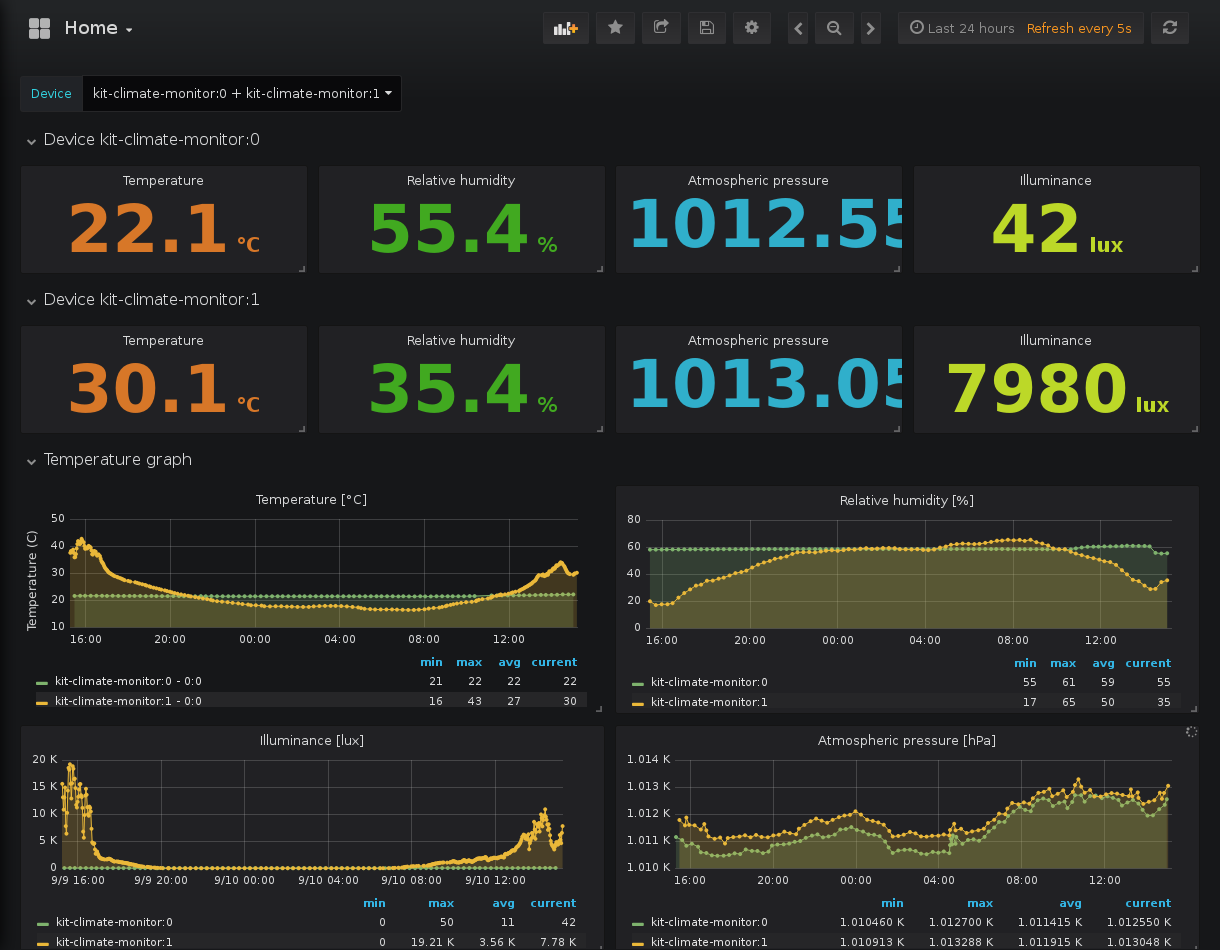 Home
Last 24 hours Refresh every 5s
Device kit-climate-monitor:0 + kit-climate-monitor:1
Device kit-climate-monitor:0
Temperature Relative humidity Atmospheric pressure Illuminance
22.1 °C 55.4 % 1012.55 42 lux
Device kit-climate-monitor:1
Temperature Relative humidity Atmospheric pressure Illuminance
30.1 °C 35.4 % 1013.05 7980 lux
Temperature graph
Temperature [°C]
Temperature (C)
50
40
30
20
10
16:00 20:00 00:00 04:00 08:00 12:00
min max avg current
kit-climate-monitor:0 - 0:0 21 22 22 22
kit-climate-monitor:1 - 0:0 16 43 27 30
Relative humidity [%]
80
60
40
20
0
16:00 20:00 00:00 04:00 08:00 12:00
min max avg current
kit-climate-monitor:0 55 61 59 55
kit-climate-monitor:1 17 65 50 35
Illuminance [lux]
20 K
15 K
10 K
5 K
0
9/9 16:00 9/9 20:00 9/10 00:00 9/10 04:00 9/10 08:00 9/10 12:00
min max avg current
kit-climate-monitor:0 0 50 11 42
kit-climate-monitor:1 0 19.21 K 3.56 K 7.78 K
Atmospheric pressure [hPa]
1.014 K
1.013 K
1.012 K
1.011 K
1.010 K
16:00 20:00 00:00 04:00 08:00 12:00
min max avg current
kit-climate-monitor:0 1.010460 K 1.012700 K 1.011415 K 1.012550 K
kit-climate-monitor:1 1.010913 K 1.013288 K 1.011915 K 1.013048 K